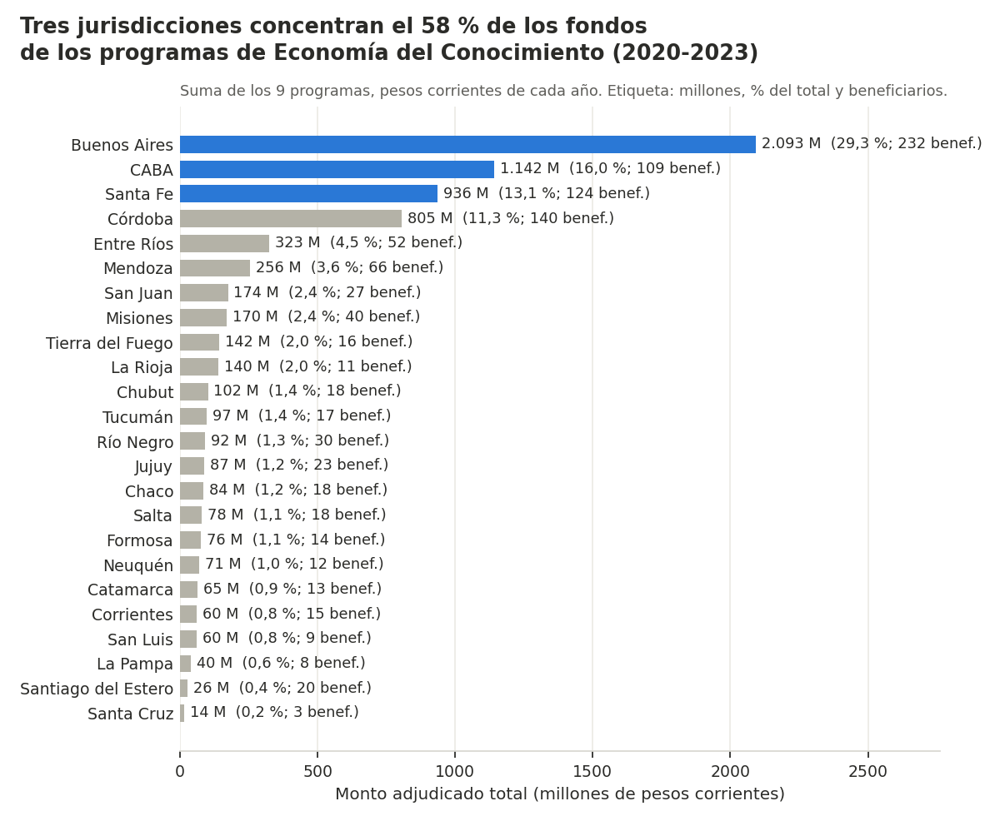 Tres jurisdicciones concentran el 58 % de los fondos
de los programas de Economía del Conocimiento (2020-2023)
Suma de los 9 programas, pesos corrientes de cada año. Etiqueta: millones, % del total y beneficiarios.
Buenos Aires 2.093 M (29,3 %; 232 benef.)
CABA 1.142 M (16,0 %; 109 benef.)
Santa Fe 936 M (13,1 %; 124 benef.)
Córdoba 805 M (11,3 %; 140 benef.)
Entre Ríos 323 M (4,5 %; 52 benef.)
Mendoza 256 M (3,6 %; 66 benef.)
San Juan 174 M (2,4 %; 27 benef.)
Misiones 170 M (2,4 %; 40 benef.)
Tierra del Fuego 142 M (2,0 %; 16 benef.)
La Rioja 140 M (2,0 %; 11 benef.)
Chubut 102 M (1,4 %; 18 benef.)
Tucumán 97 M (1,4 %; 17 benef.)
Río Negro 92 M (1,3 %; 30 benef.)
Jujuy 87 M (1,2 %; 23 benef.)
Chaco 84 M (1,2 %; 18 benef.)
Salta 78 M (1,1 %; 18 benef.)
Formosa 76 M (1,1 %; 14 benef.)
Neuquén 71 M (1,0 %; 12 benef.)
Catamarca 65 M (0,9 %; 13 benef.)
Corrientes 60 M (0,8 %; 15 benef.)
San Luis 60 M (0,8 %; 9 benef.)
La Pampa 40 M (0,6 %; 8 benef.)
Santiago del Estero 26 M (0,4 %; 20 benef.)
Santa Cruz 14 M (0,2 %; 3 benef.)
0 500 1000 1500 2000 2500
Monto adjudicado total (millones de pesos corrientes)